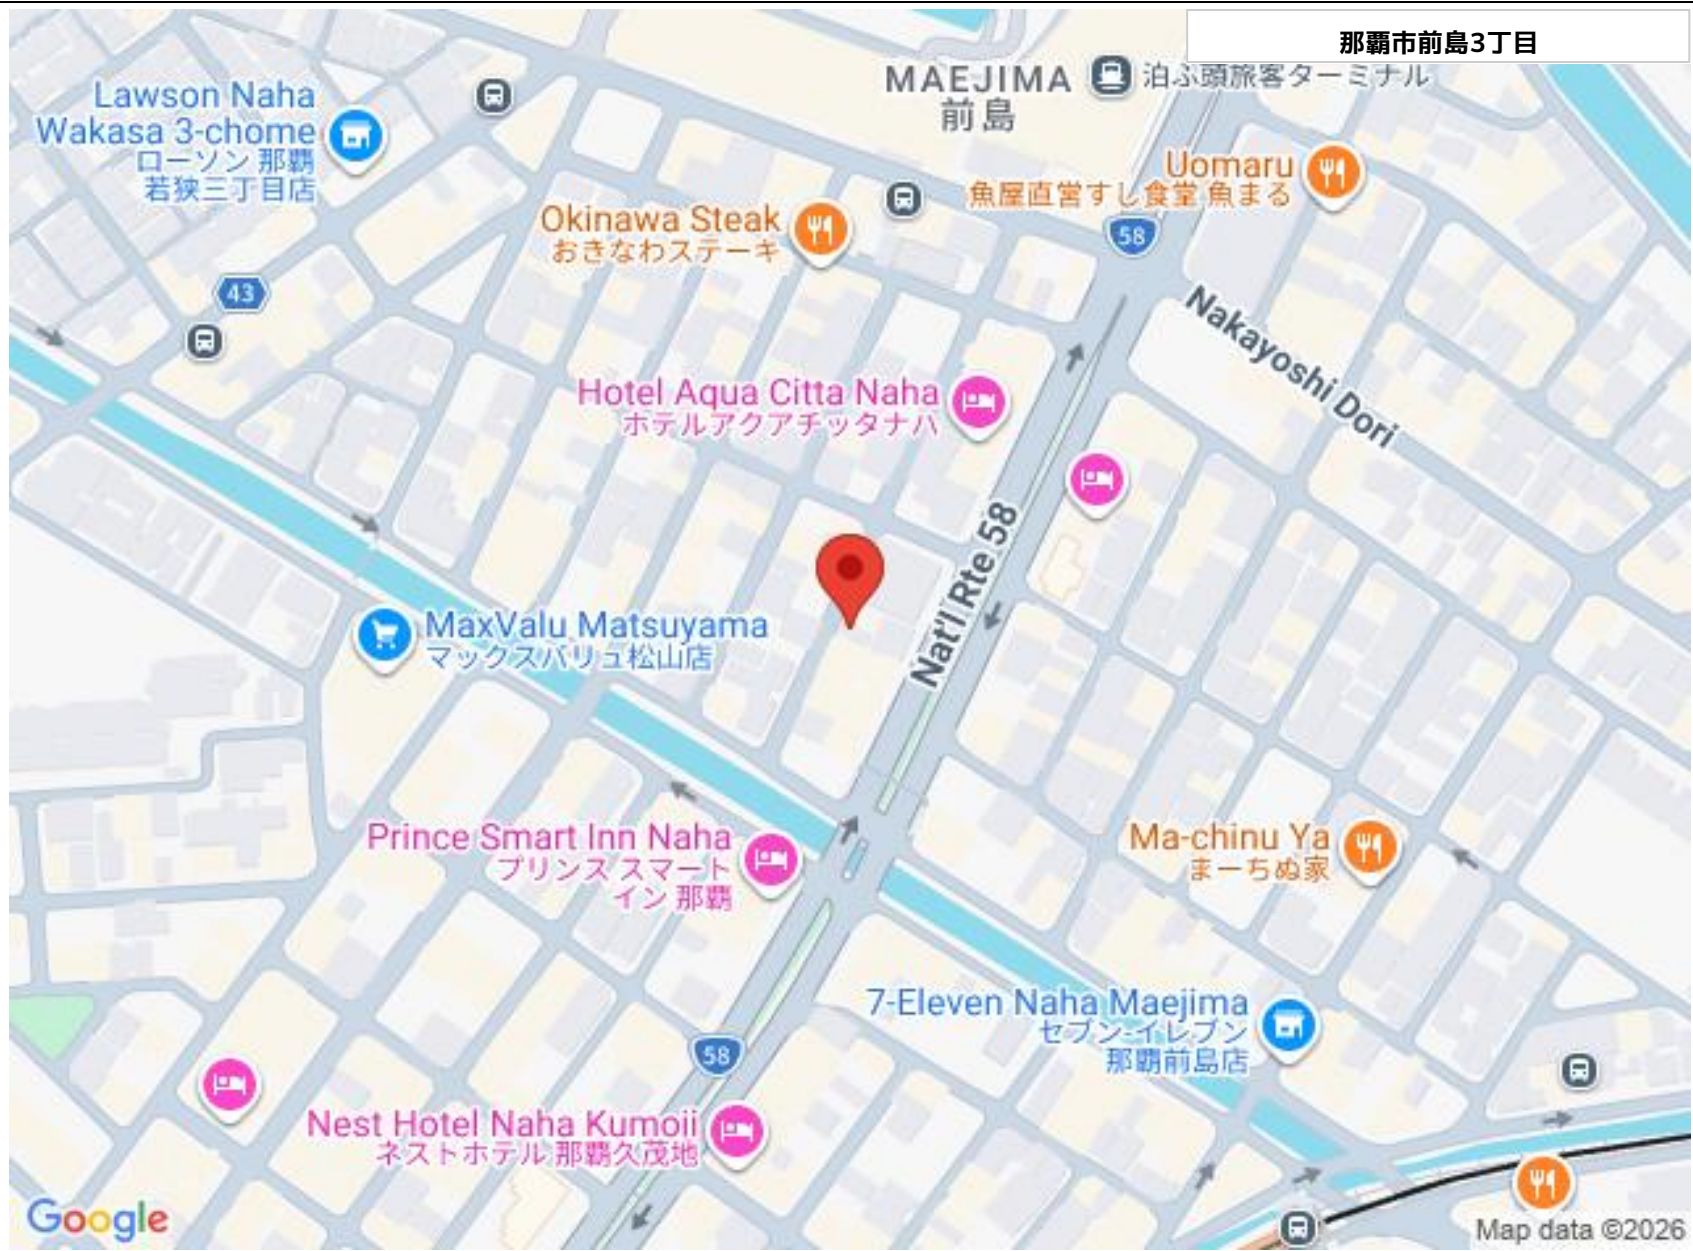 那覇市前島3丁目
MAEJIMA
前島
泊ふ頭旅客ターミナル
Lawson Naha
Wakasa 3-chome
ローソン 那覇
若狭三丁目店
Uomaru
魚屋直営すし食堂 魚まる
Okinawa Steak
おきなわステーキ
58
43
Nakayoshi Dori
Hotel Aqua Citta Naha
ホテルアクアチッタナハ
Nat'l Rte 58
MaxValu Matsuyama
マックスバリュ松山店
Prince Smart Inn Naha
プリンス スマート
イン 那覇
Ma-chinu Ya
まーちぬ家
7-Eleven Naha Maejima
セブン-イレブン
那覇前島店
58
Nest Hotel Naha Kumoji
ネストホテル 那覇久茂地
Google
Map data ©2026